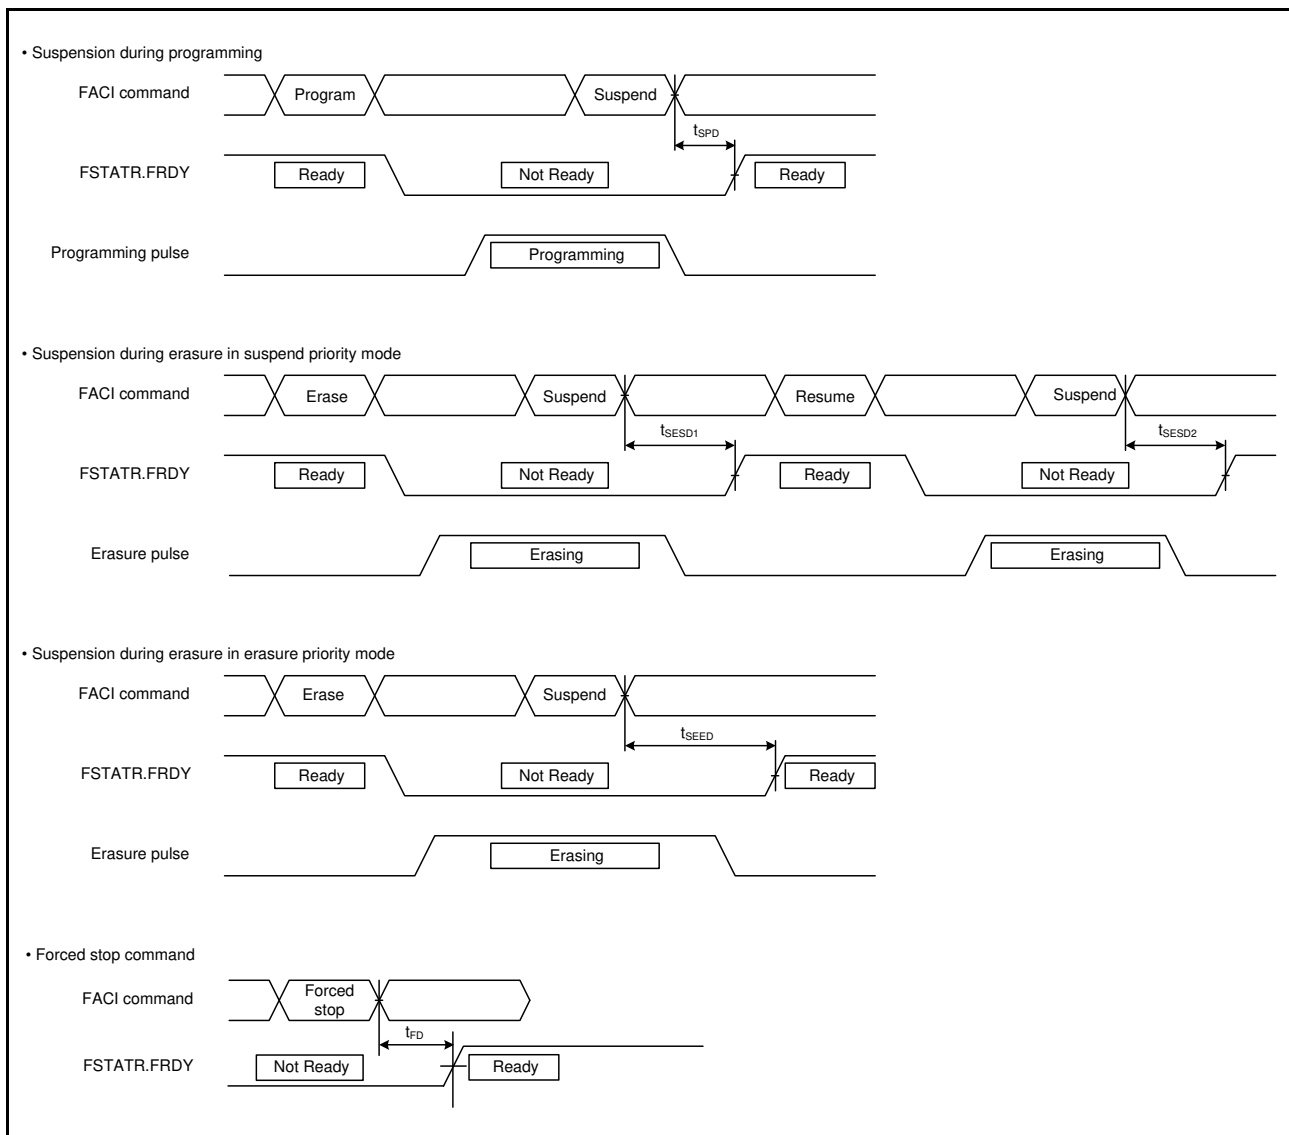 • Suspension during programming
FACI command Program Suspend
tSPD
FSTATR.FRDY Ready Not Ready Ready
Programming pulse Programming
• Suspension during erasure in suspend priority mode
FACI command Erase Suspend Resume Suspend
tSESD1 tSESD2
FSTATR.FRDY Ready Not Ready Ready Not Ready
Erasure pulse Erasing Erasing
• Suspension during erasure in erasure priority mode
FACI command Erase Suspend
tSEED
FSTATR.FRDY Ready Not Ready Ready
Erasure pulse Erasing
• Forced stop command
FACI command Forced
stop
tFD
FSTATR.FRDY Not Ready Ready